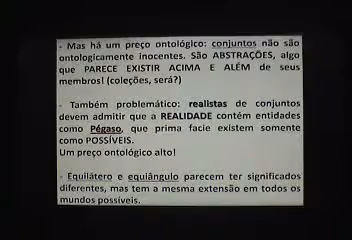 - Mas há um preço ontológico: conjuntos não são
ontologicamente inocentes. São ABSTRAÇÕES, algo
que PARECE EXISTIR ACIMA E ALÉM de seus
membros! (coleções, será?)
- Também problemático: realistas de conjuntos
devem admitir que a REALIDADE contém entidades
como Pégaso, que prima facie existem somente
como POSSÍVEIS.
Um preço ontológico alto!
- Equilátero e equiângulo parecem ter significados
diferentes, mas tem a mesma extensão em todos os
mundos possíveis.